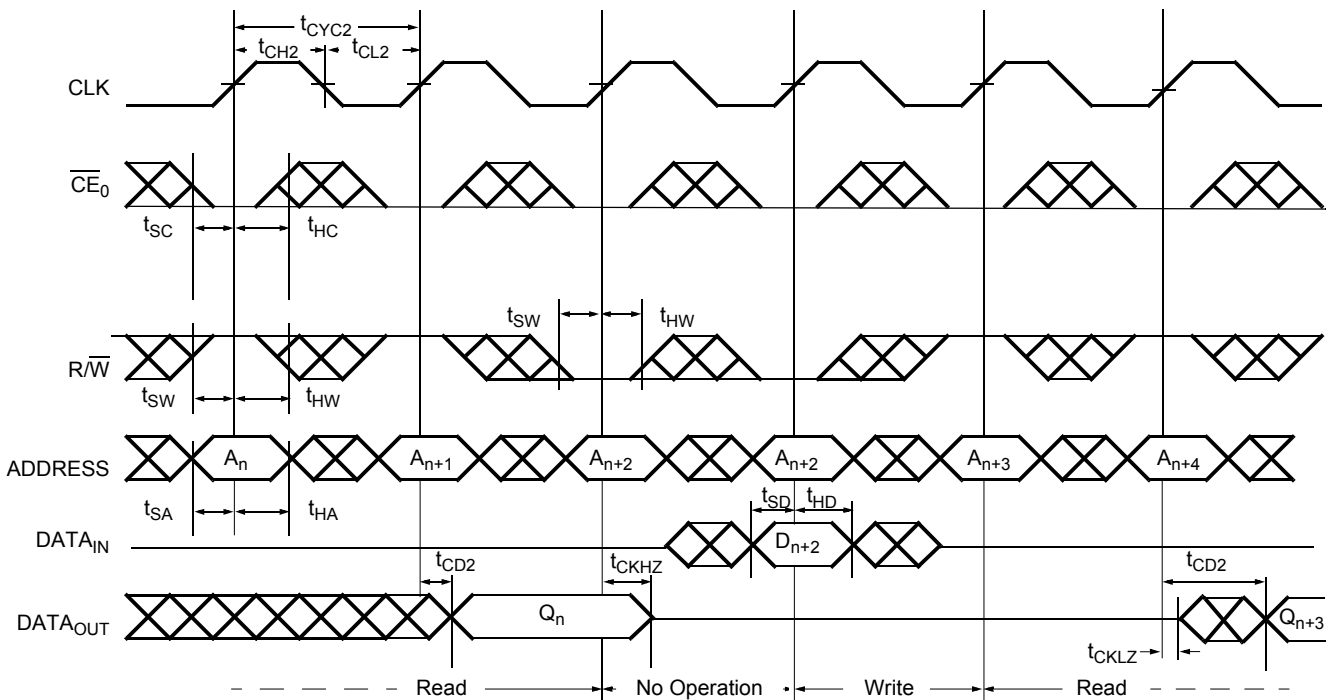 tCYC2
tCH2 tCL2
CLK
CE0
tSC tHC
tSW tHW
R/W
tSW tHW
An An+1 An+2 An+2 An+3 An+4
ADDRESS
tSA tHA
tSD tHD
DATAIN
Dn+2
tCD2 tCKHZ tCD2
DATAOUT
Qn Qn+3
tCKLZ
Read No Operation Write Read